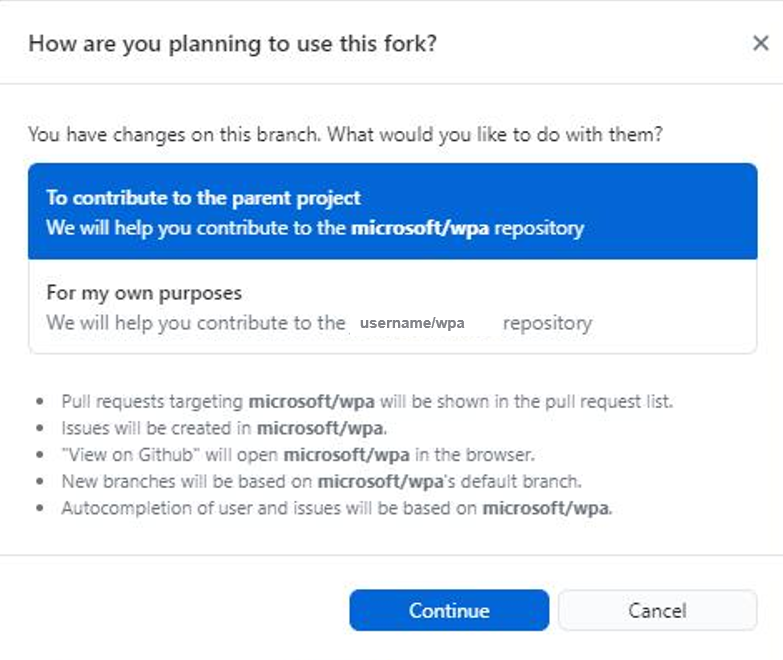 How are you planning to use this fork?
You have changes on this branch. What would you like to do with them?
To contribute to the parent project
We will help you contribute to the microsoft/wpa repository
For my own purposes
We will help you contribute to the username/wpa repository
• Pull requests targeting microsoft/wpa will be shown in the pull request list.
• Issues will be created in microsoft/wpa.
• "View on Github" will open microsoft/wpa in the browser.
• New branches will be based on microsoft/wpa's default branch.
• Autocompletion of user and issues will be based on microsoft/wpa.
Continue Cancel